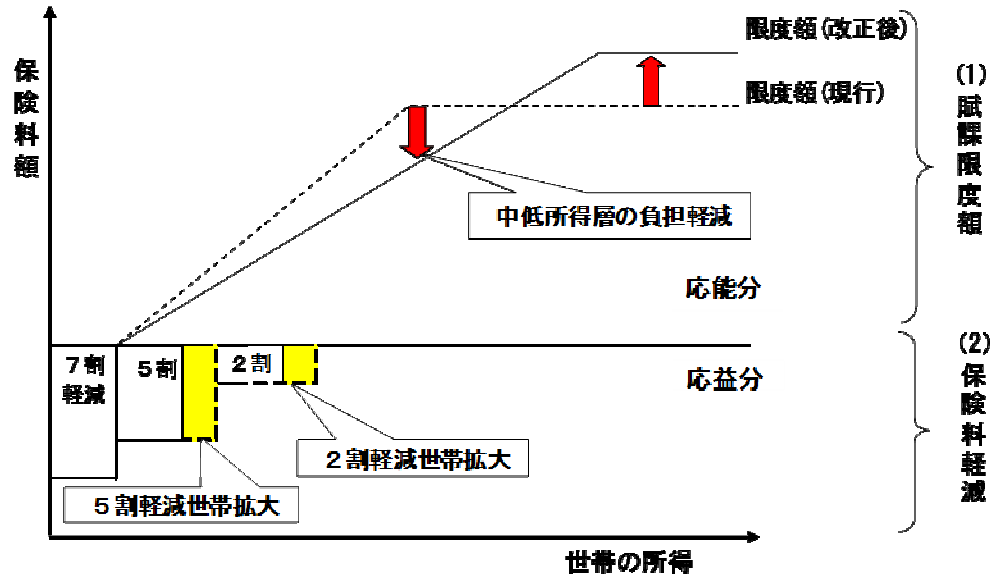 保険料額
限度額(改正後)
限度額(現行)
(1)賦課限度額
中低所得層の負担軽減
応能分
7割
軽減
5割
2割
応益分
(2)保険料軽減
2割軽減世帯拡大
5割軽減世帯拡大
世帯の所得